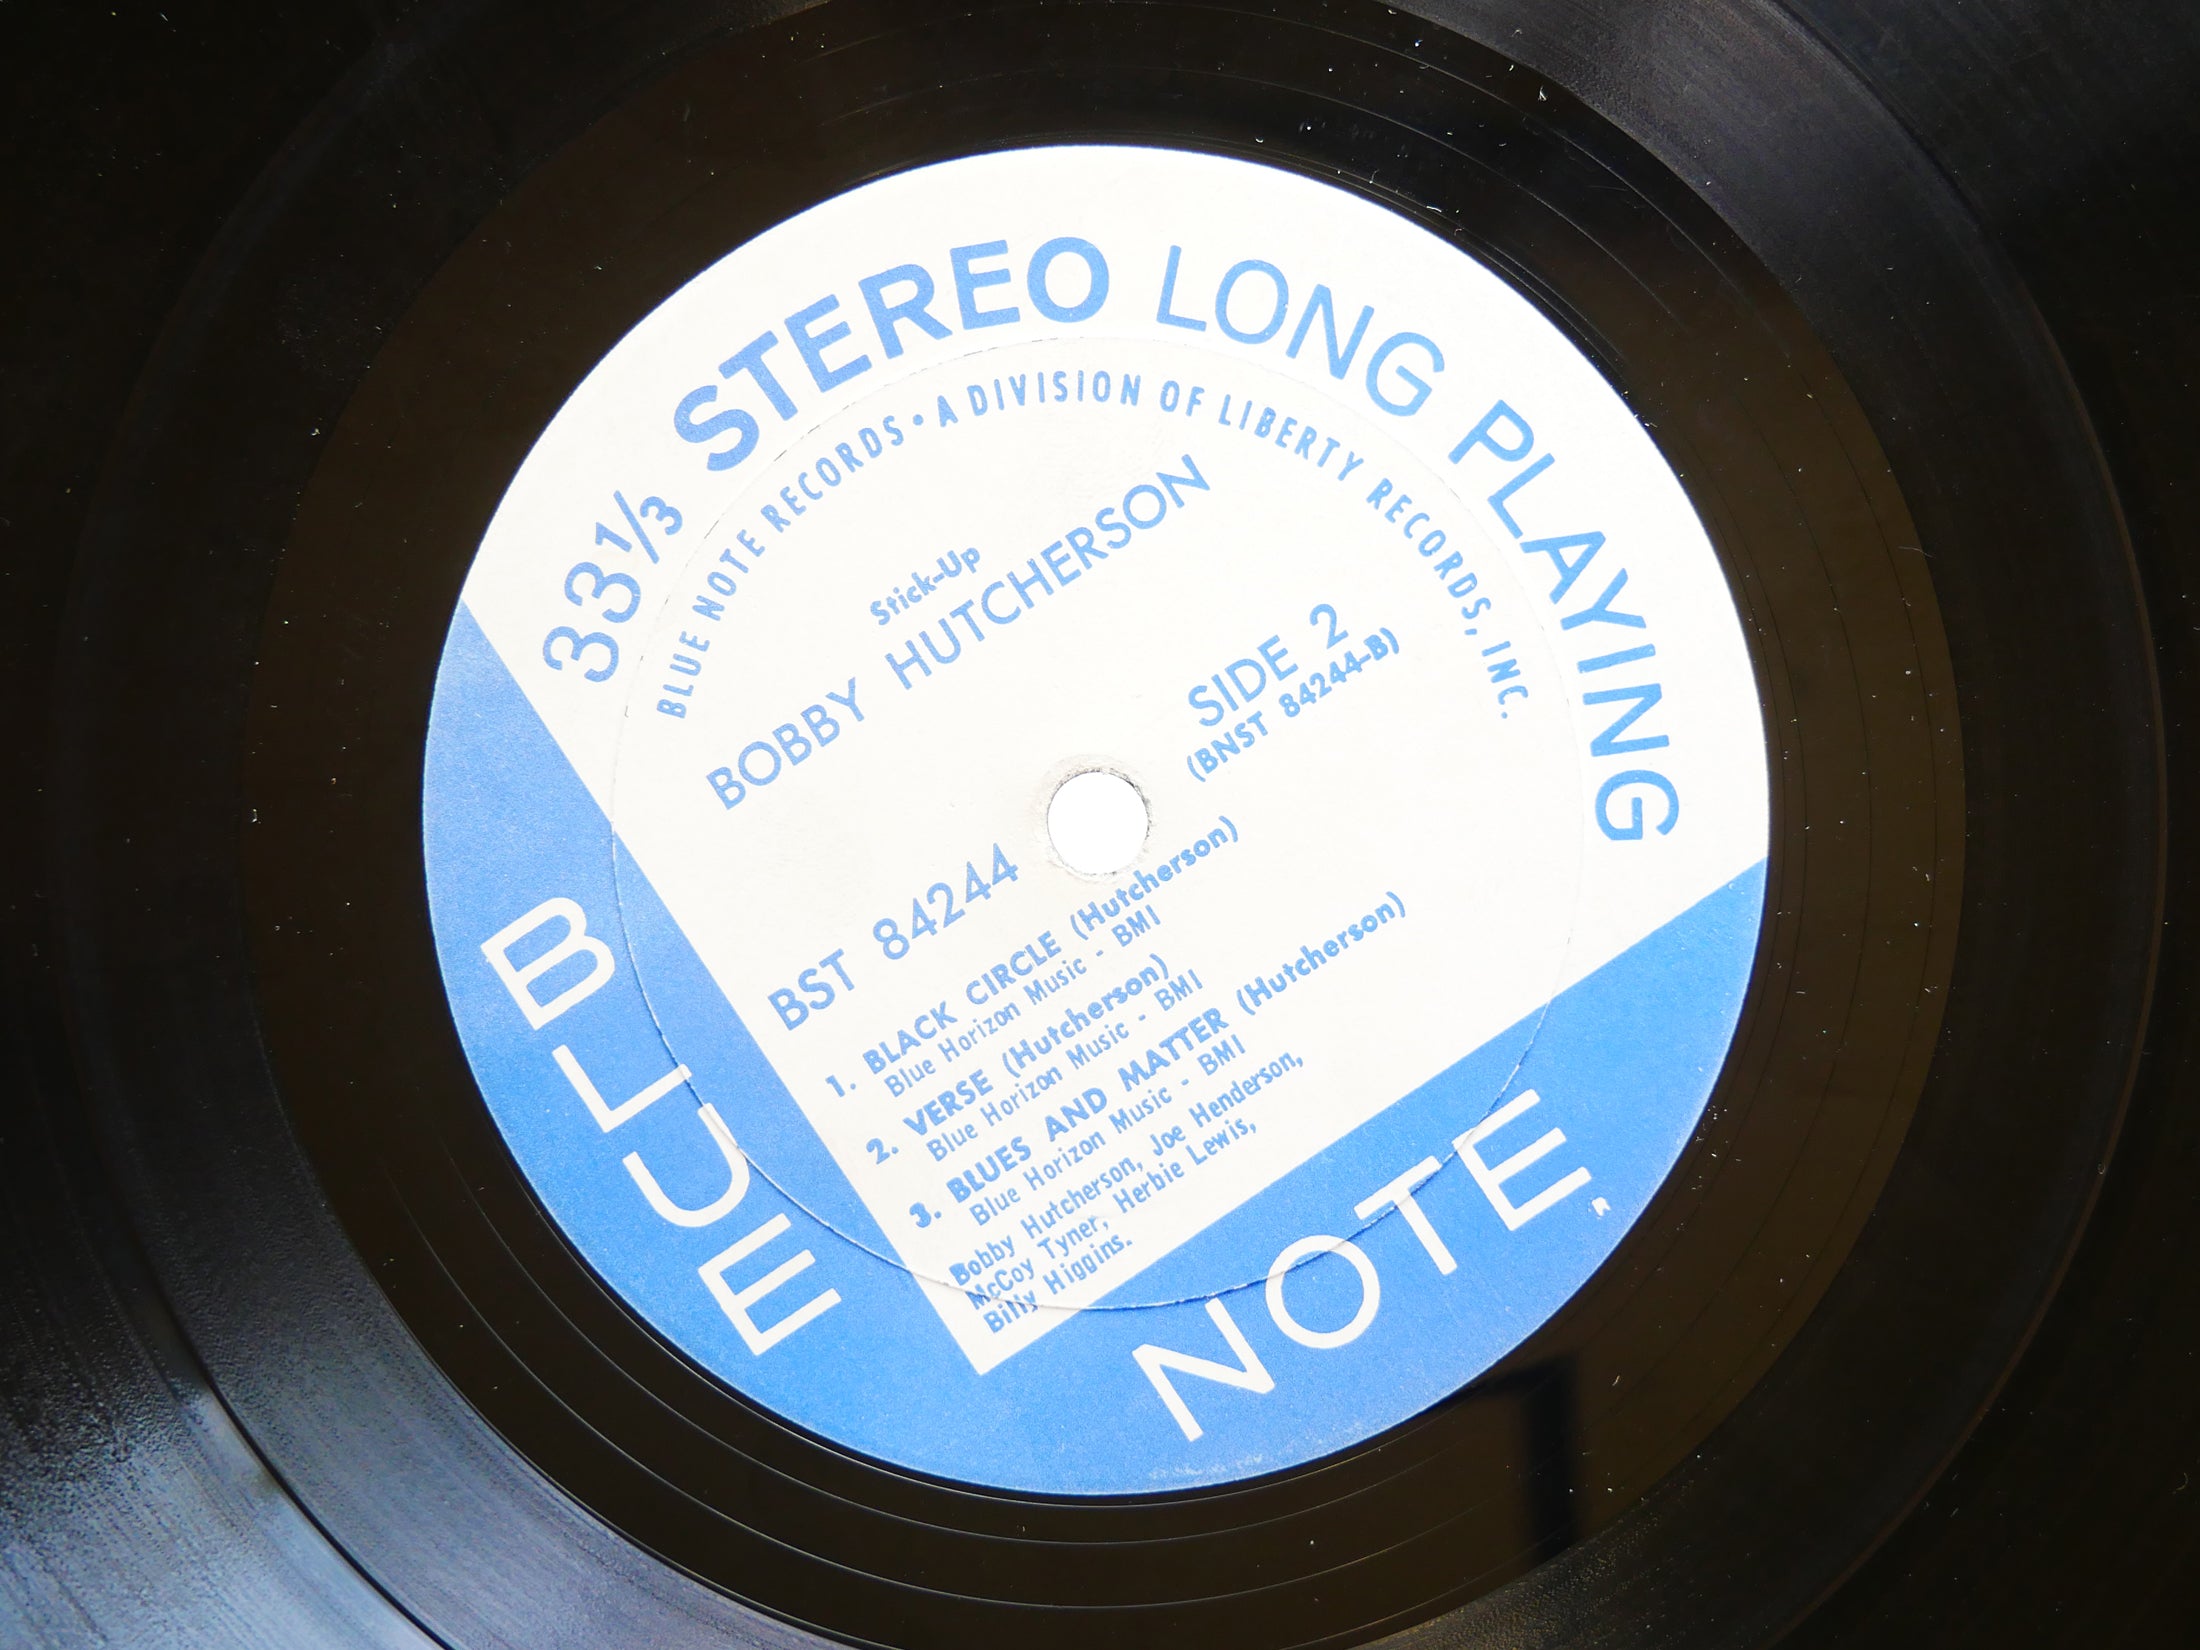 33⅓ STEREO LONG PLAYING
BLUE NOTE RECORDS • A DIVISION OF LIBERTY RECORDS, INC.
Stick-Up
BOBBY HUTCHERSON
SIDE 2
(BNST 84244-B)
BST 84244
1. BLACK CIRCLE (Hutcherson)
Blue Horizon Music - BMI
2. VERSE (Hutcherson)
Blue Horizon Music - BMI
3. BLUES AND MATTER (Hutcherson)
Blue Horizon Music - BMI
Bobby Hutcherson, Joe Henderson,
McCoy Tyner, Herbie Lewis,
Billy Higgins.
BLUE
NOTE.
R